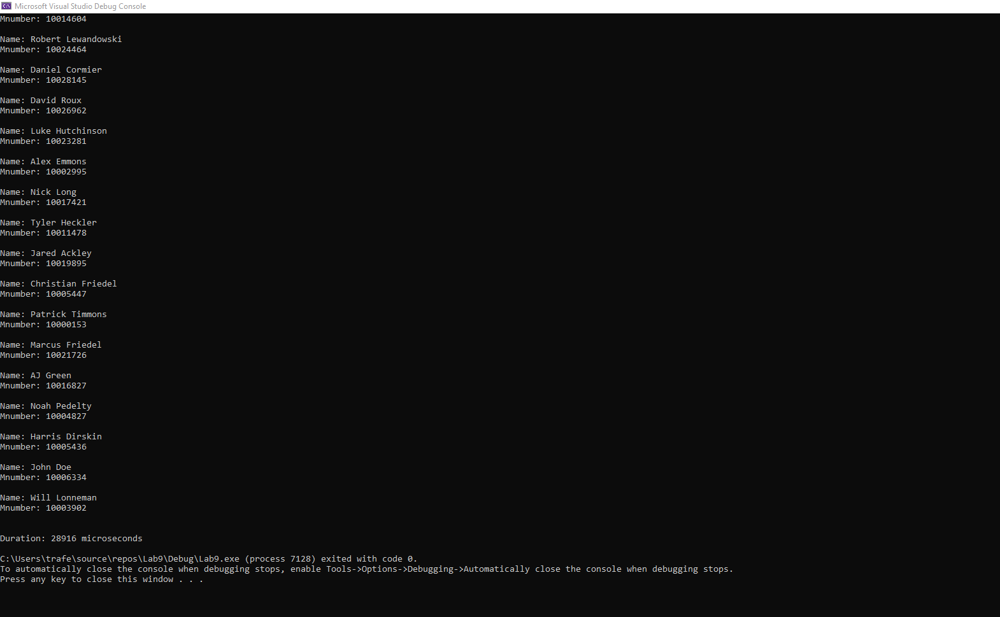 Microsoft Visual Studio Debug Console
Mnumber: 10014604
Name: Robert Lewandowski
Mnumber: 10024464
Name: Daniel Cormier
Mnumber: 10028145
Name: David Roux
Mnumber: 10026962
Name: Luke Hutchinson
Mnumber: 10023281
Name: Alex Emmons
Mnumber: 10002995
Name: Nick Long
Mnumber: 10017421
Name: Tyler Heckler
Mnumber: 10011478
Name: Jared Ackley
Mnumber: 10019895
Name: Christian Friedel
Mnumber: 10005447
Name: Patrick Timmons
Mnumber: 10000153
Name: Marcus Friedel
Mnumber: 10021726
Name: AJ Green
Mnumber: 10016827
Name: Noah Pedelty
Mnumber: 10004827
Name: Harris Dirskin
Mnumber: 10005436
Name: John Doe
Mnumber: 10006334
Name: Will Lonneman
Mnumber: 10003902
Duration: 28916 microseconds
C:\Users\trafe\source\repos\Lab9\Debug\Lab9.exe (process 7128) exited with code 0.
To automatically close the console when debugging stops, enable Tools->Options->Debugging->Automatically close the console when debugging stops.
Press any key to close this window . . .